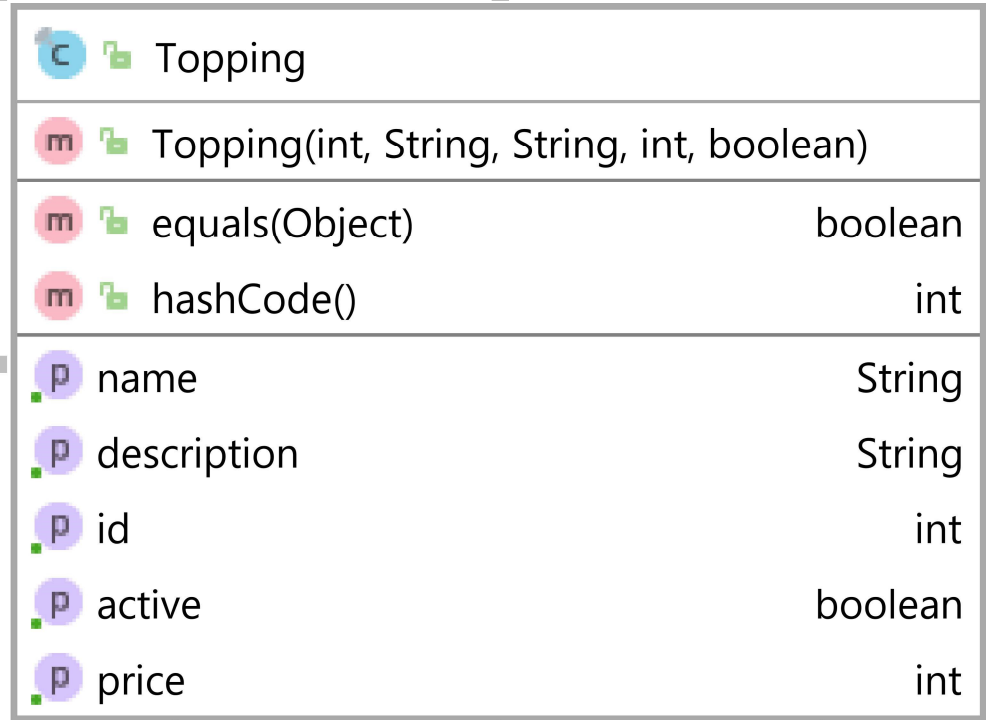 c Topping
m Topping(int, String, String, int, boolean)
m equals(Object) boolean
m hashCode() int
p name String
p description String
p id int
p active boolean
p price int